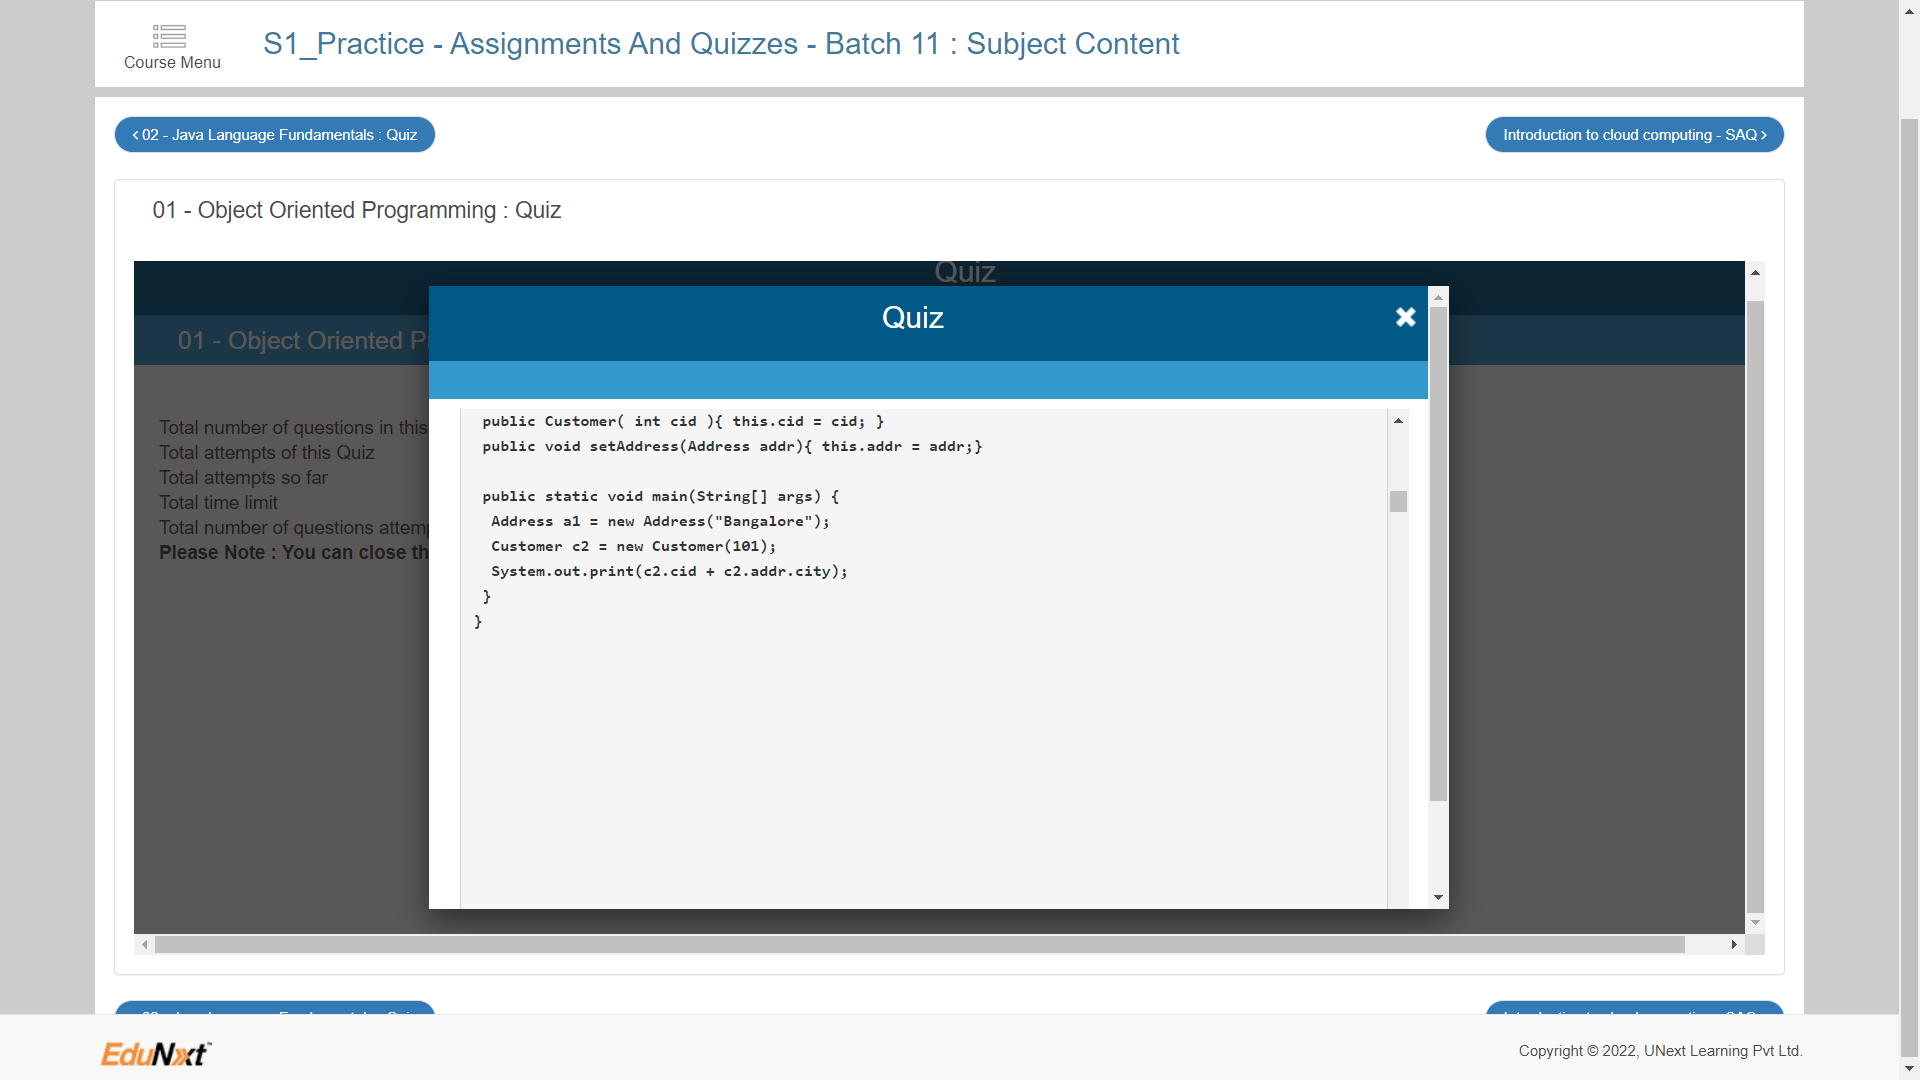 Course Menu
S1_Practice - Assignments And Quizzes - Batch 11 : Subject Content
02 - Java Language Fundamentals : Quiz
Introduction to cloud computing - SAQ
01 - Object Oriented Programming : Quiz
Quiz
01 - Object Oriented P
Total number of questions in this
Total attempts of this Quiz
Total attempts so far
Total time limit
Total number of questions attem
Please Note : You can close th
Quiz
public Customer( int cid ){ this.cid = cid; }
public void setAddress(Address addr){ this.addr = addr;}
public static void main(String[] args) {
Address a1 = new Address("Bangalore");
Customer c2 = new Customer(101);
System.out.print(c2.cid + c2.addr.city);
}
}
EduNxt™
Copyright © 2022, UNext Learning Pvt Ltd.